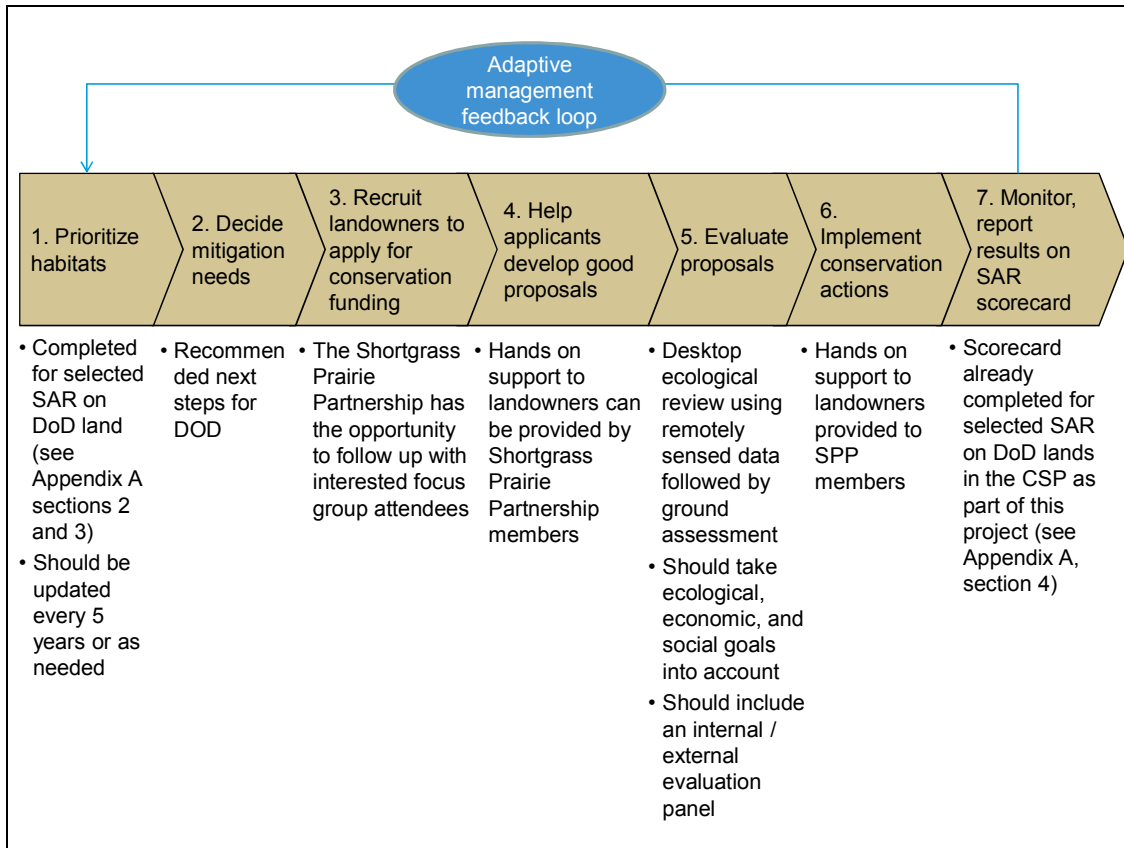 Adaptive
management
feedback loop
1. Prioritize
habitats
2. Decide
mitigation
needs
3. Recruit
landowners to
apply for
conservation
funding
4. Help
applicants
develop good
proposals
5. Evaluate
proposals
6.
Implement
conservation
actions
7. Monitor,
report
results on
SAR
scorecard
• Completed
for selected
SAR on
DoD land
(see
Appendix A
sections 2
and 3)
• Should be
updated
every 5
years or as
needed
• Recommen
ded next
steps for
DOD
• The Shortgrass
Prairie
Partnership has
the opportunity
to follow up with
interested focus
group attendees
• Hands on
support to
landowners can
be provided by
Shortgrass
Prairie
Partnership
members
• Desktop
ecological
review using
remotely
sensed data
followed by
ground
assessment
• Should take
ecological,
economic, and
social goals
into account
• Should include
an internal /
external
evaluation
panel
• Hands on
support to
landowners
provided to
SPP
members
• Scorecard
already
completed for
selected SAR
on DoD lands
in the CSP as
part of this
project (see
Appendix A,
section 4)